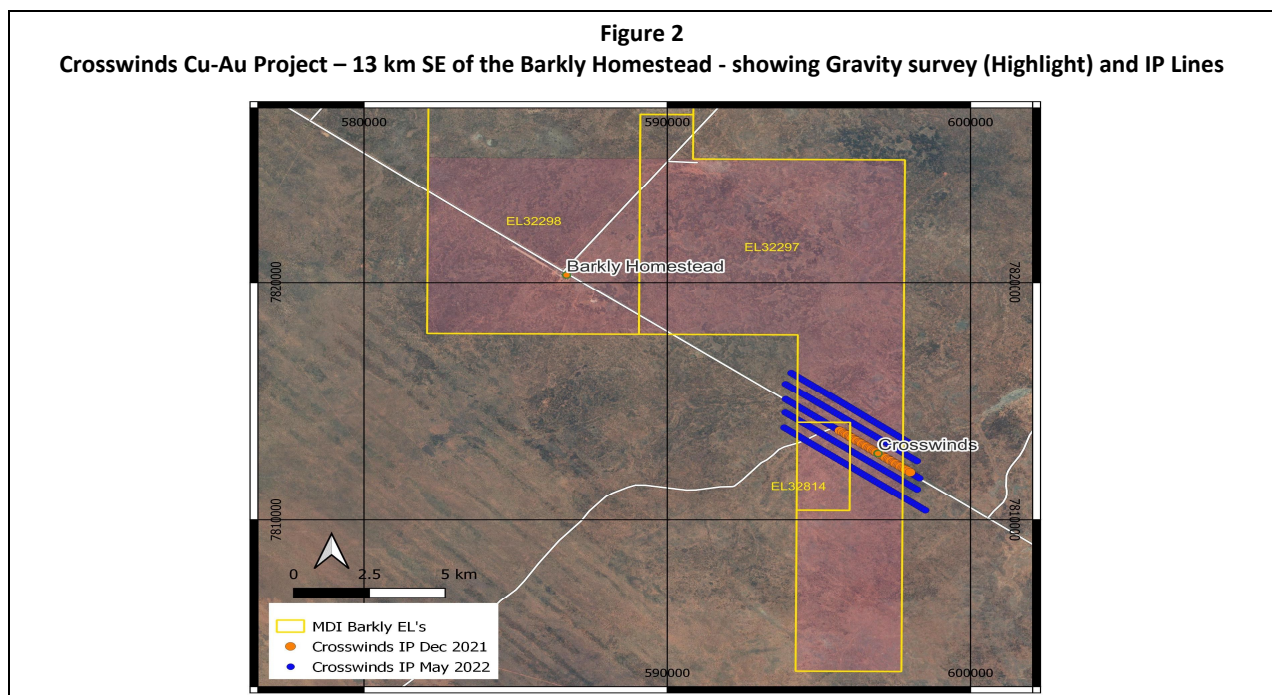 Figure 2
Crosswinds Cu-Au Project – 13 km SE of the Barkly Homestead - showing Gravity survey (Highlight) and IP Lines
580000
590000
600000
EL32298
EL32297
Barkly Homestead
7820000
7820000
Crosswinds
EL32814
7810000
7810000
0 2.5 5 km
MDI Barkly EL's
Crosswinds IP Dec 2021
Crosswinds IP May 2022
590000
600000